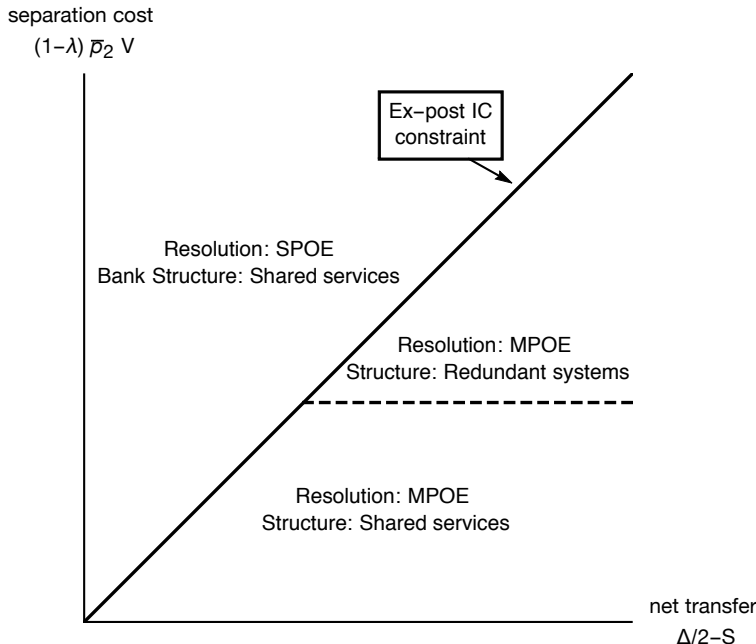 separation cost
(1−λ) p̅₂ V
Ex−post IC
constraint
Resolution: SPOE
Bank Structure: Shared services
Resolution: MPOE
Structure: Redundant systems
Resolution: MPOE
Structure: Shared services
net transfer
Δ/2−S